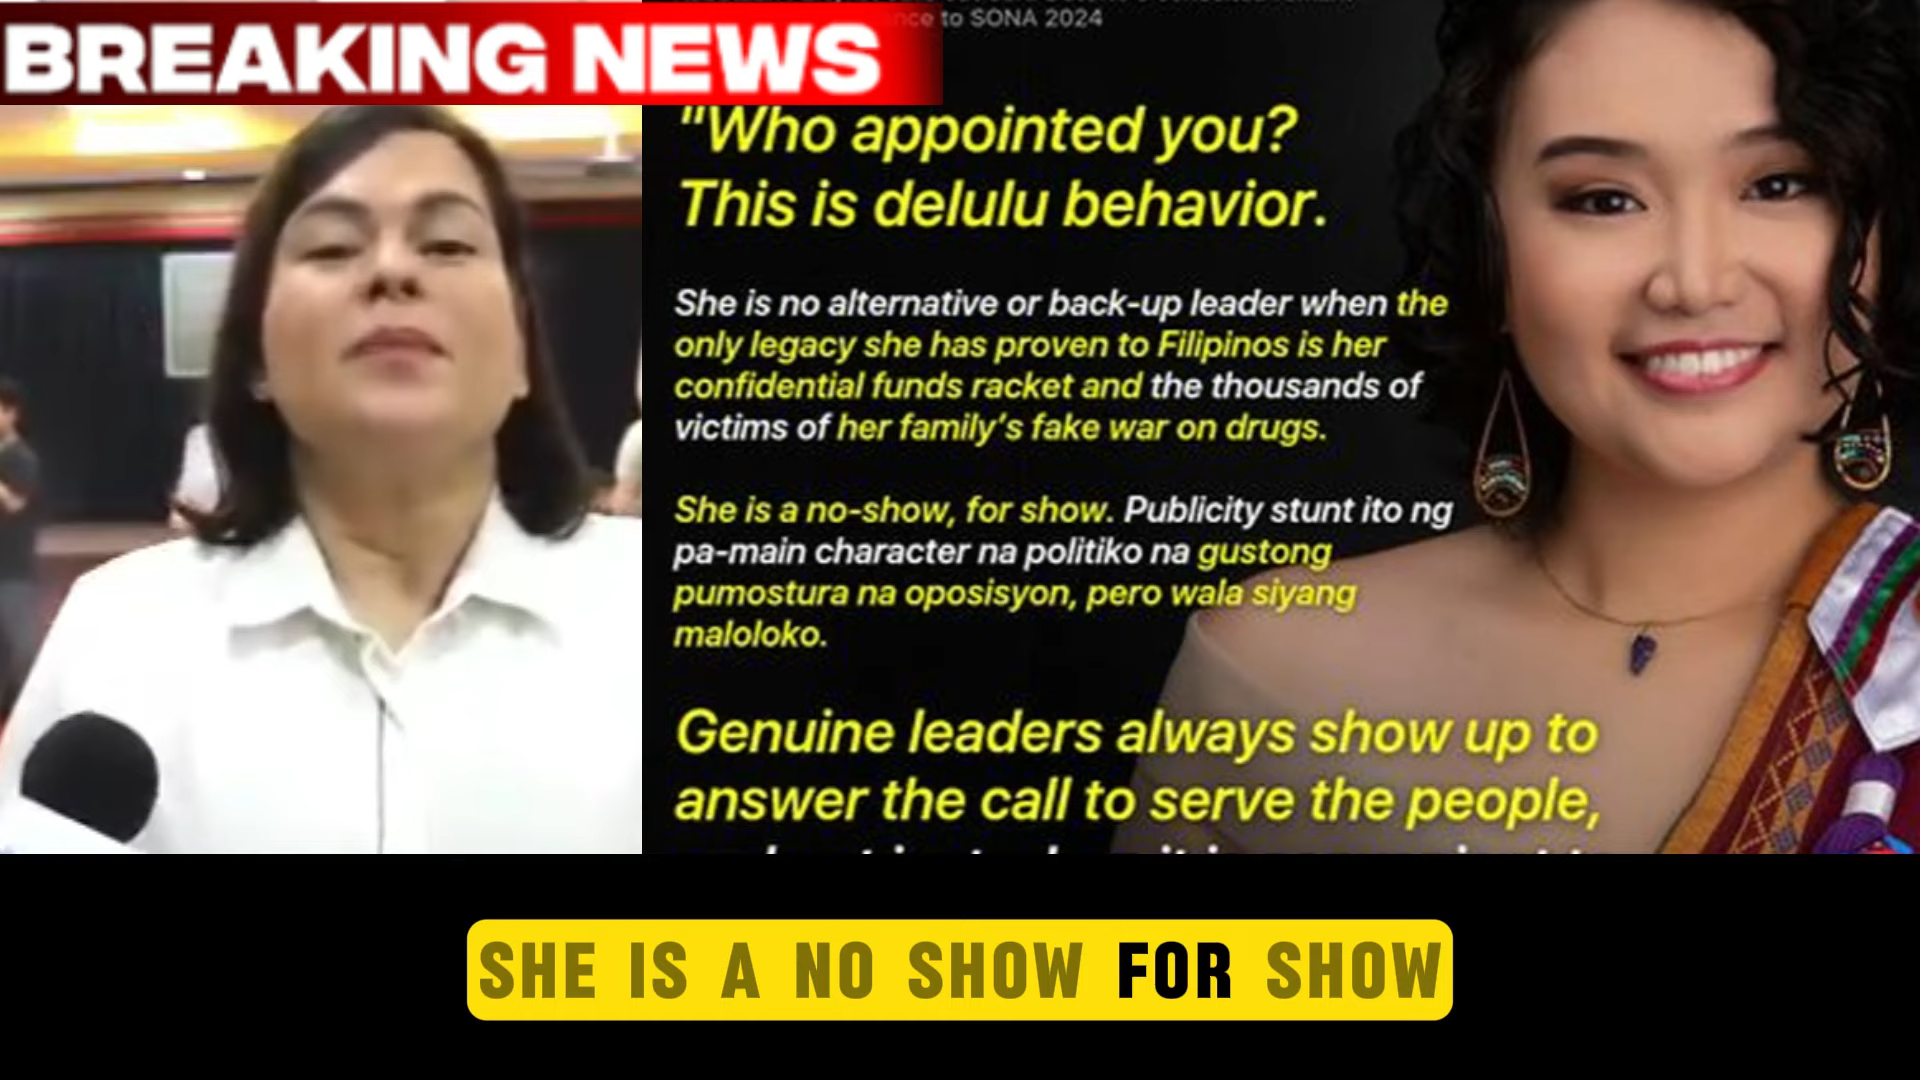 BREAKING NEWS
to SONA 2024
"Who appointed you?
This is delulu behavior.
She is no alternative or back-up leader when the
only legacy she has proven to Filipinos is her
confidential funds racket and the thousands of
victims of her family's fake war on drugs.
She is a no-show, for show. Publicity stunt ito ng
pa-main character na politiko na gustong
pumostura na oposisyon, pero wala siyang
maloloko.
Genuine leaders always show up to
answer the call to serve the people,
SHE IS A NO SHOW FOR SHOW